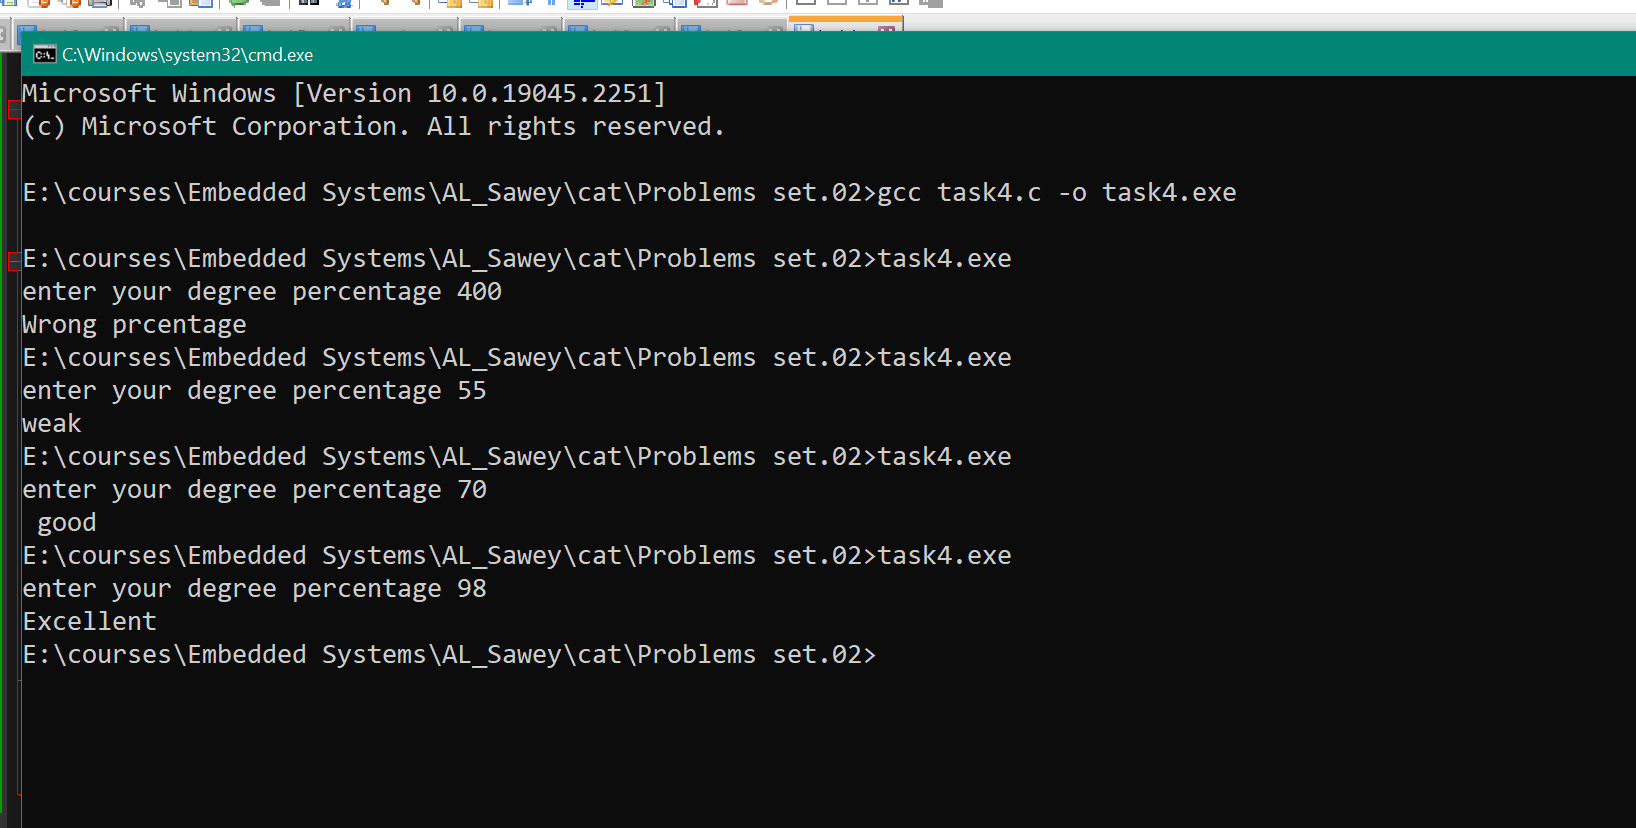 C:\Windows\system32\cmd.exe
Microsoft Windows [Version 10.0.19045.2251]
(c) Microsoft Corporation. All rights reserved.
E:\courses\Embedded Systems\AL_Sawey\cat\Problems set.02>gcc task4.c -o task4.exe
E:\courses\Embedded Systems\AL_Sawey\cat\Problems set.02>task4.exe
enter your degree percentage 400
Wrong prcentage
E:\courses\Embedded Systems\AL_Sawey\cat\Problems set.02>task4.exe
enter your degree percentage 55
weak
E:\courses\Embedded Systems\AL_Sawey\cat\Problems set.02>task4.exe
enter your degree percentage 70
 good
E:\courses\Embedded Systems\AL_Sawey\cat\Problems set.02>task4.exe
enter your degree percentage 98
Excellent
E:\courses\Embedded Systems\AL_Sawey\cat\Problems set.02>